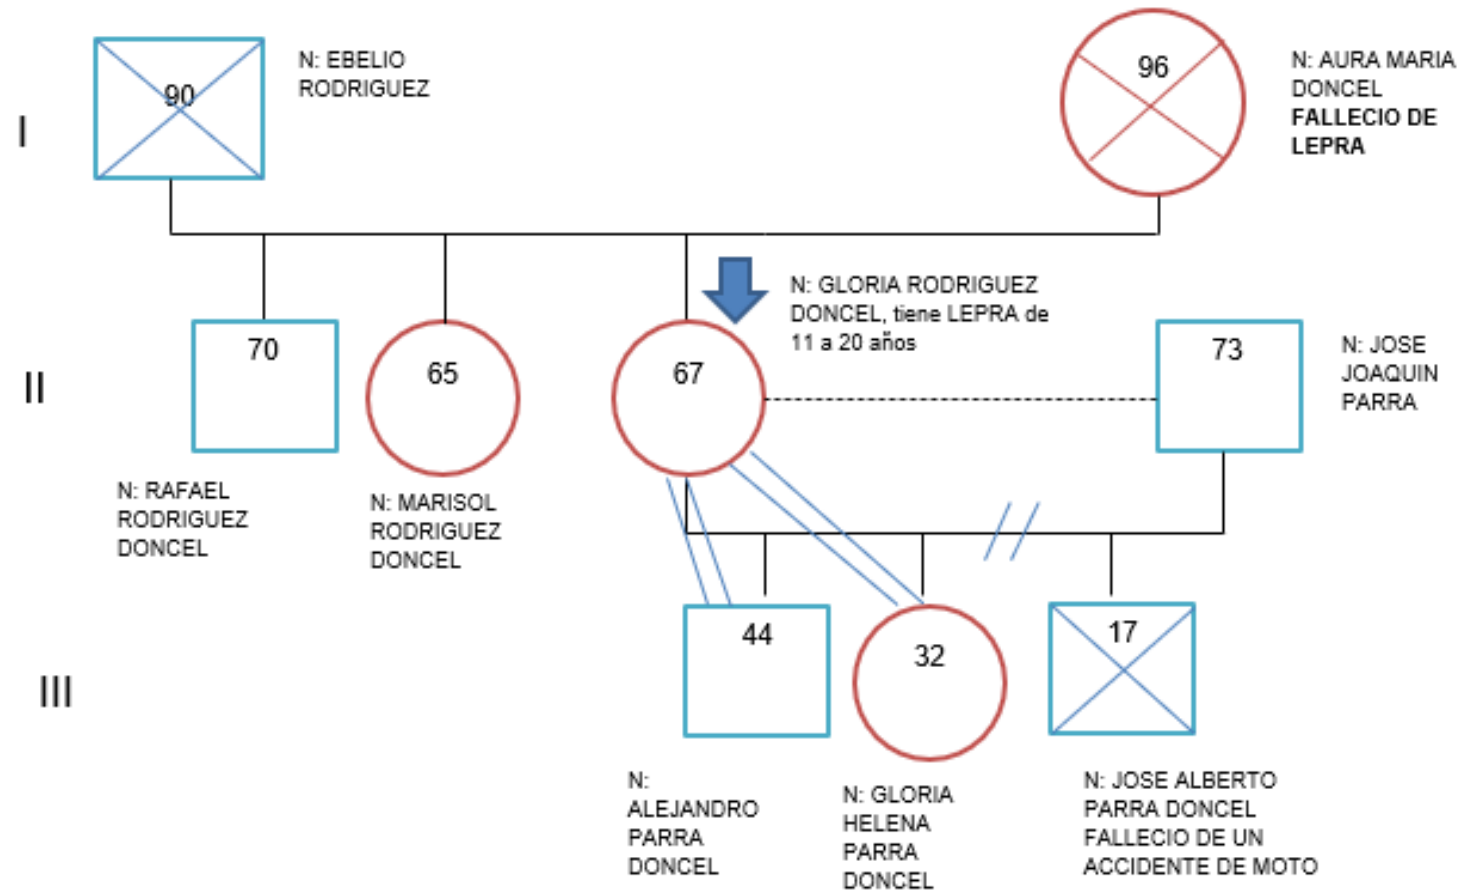 I
90
N: EBELIO
RODRIGUEZ
96
N: AURA MARIA
DONCEL
FALLECIO DE
LEPRA
II
70
N: RAFAEL
RODRIGUEZ
DONCEL
65
N: MARISOL
RODRIGUEZ
DONCEL
67
N: GLORIA RODRIGUEZ
DONCEL, tiene LEPRA de
11 a 20 años
73
N: JOSE
JOAQUIN
PARRA
III
44
N:
ALEJANDRO
PARRA
DONCEL
32
N: GLORIA
HELENA
PARRA
DONCEL
17
N: JOSE ALBERTO
PARRA DONCEL
FALLECIO DE UN
ACCIDENTE DE MOTO